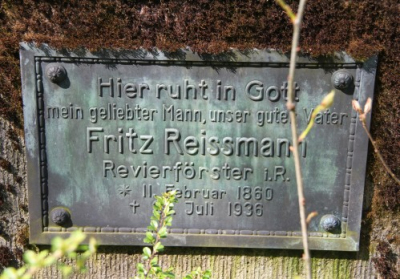 Hier ruht in Gott
mein geliebter Mann, unser guter Vater
Fritz Reissmann
Revierförster i.R.
* 11. Februar 1860
† Juli 1936